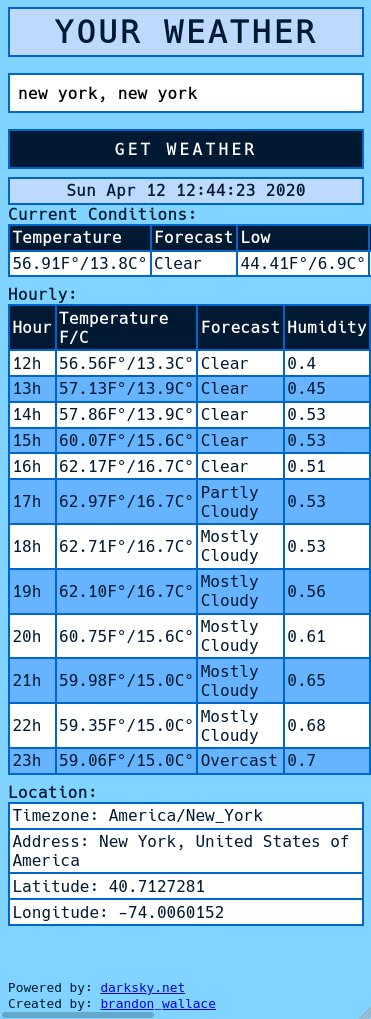 YOUR WEATHER
new york, new york
GET WEATHER
Sun Apr 12 12:44:23 2020
Current Conditions:
Temperature Forecast Low
56.91F°/13.8C° Clear 44.41F°/6.9C°
Hourly:
Hour Temperature F/C Forecast Humidity
12h 56.56F°/13.3C° Clear 0.4
13h 57.13F°/13.9C° Clear 0.45
14h 57.86F°/13.9C° Clear 0.53
15h 60.07F°/15.6C° Clear 0.53
16h 62.17F°/16.7C° Clear 0.51
17h 62.97F°/16.7C° Partly Cloudy 0.53
18h 62.71F°/16.7C° Mostly Cloudy 0.53
19h 62.10F°/16.7C° Mostly Cloudy 0.56
20h 60.75F°/15.6C° Mostly Cloudy 0.61
21h 59.98F°/15.0C° Mostly Cloudy 0.65
22h 59.35F°/15.0C° Mostly Cloudy 0.68
23h 59.06F°/15.0C° Overcast 0.7
Location:
Timezone: America/New_York
Address: New York, United States of
America
Latitude: 40.7127281
Longitude: -74.0060152
Powered by: darksky.net
Created by: brandon_wallace